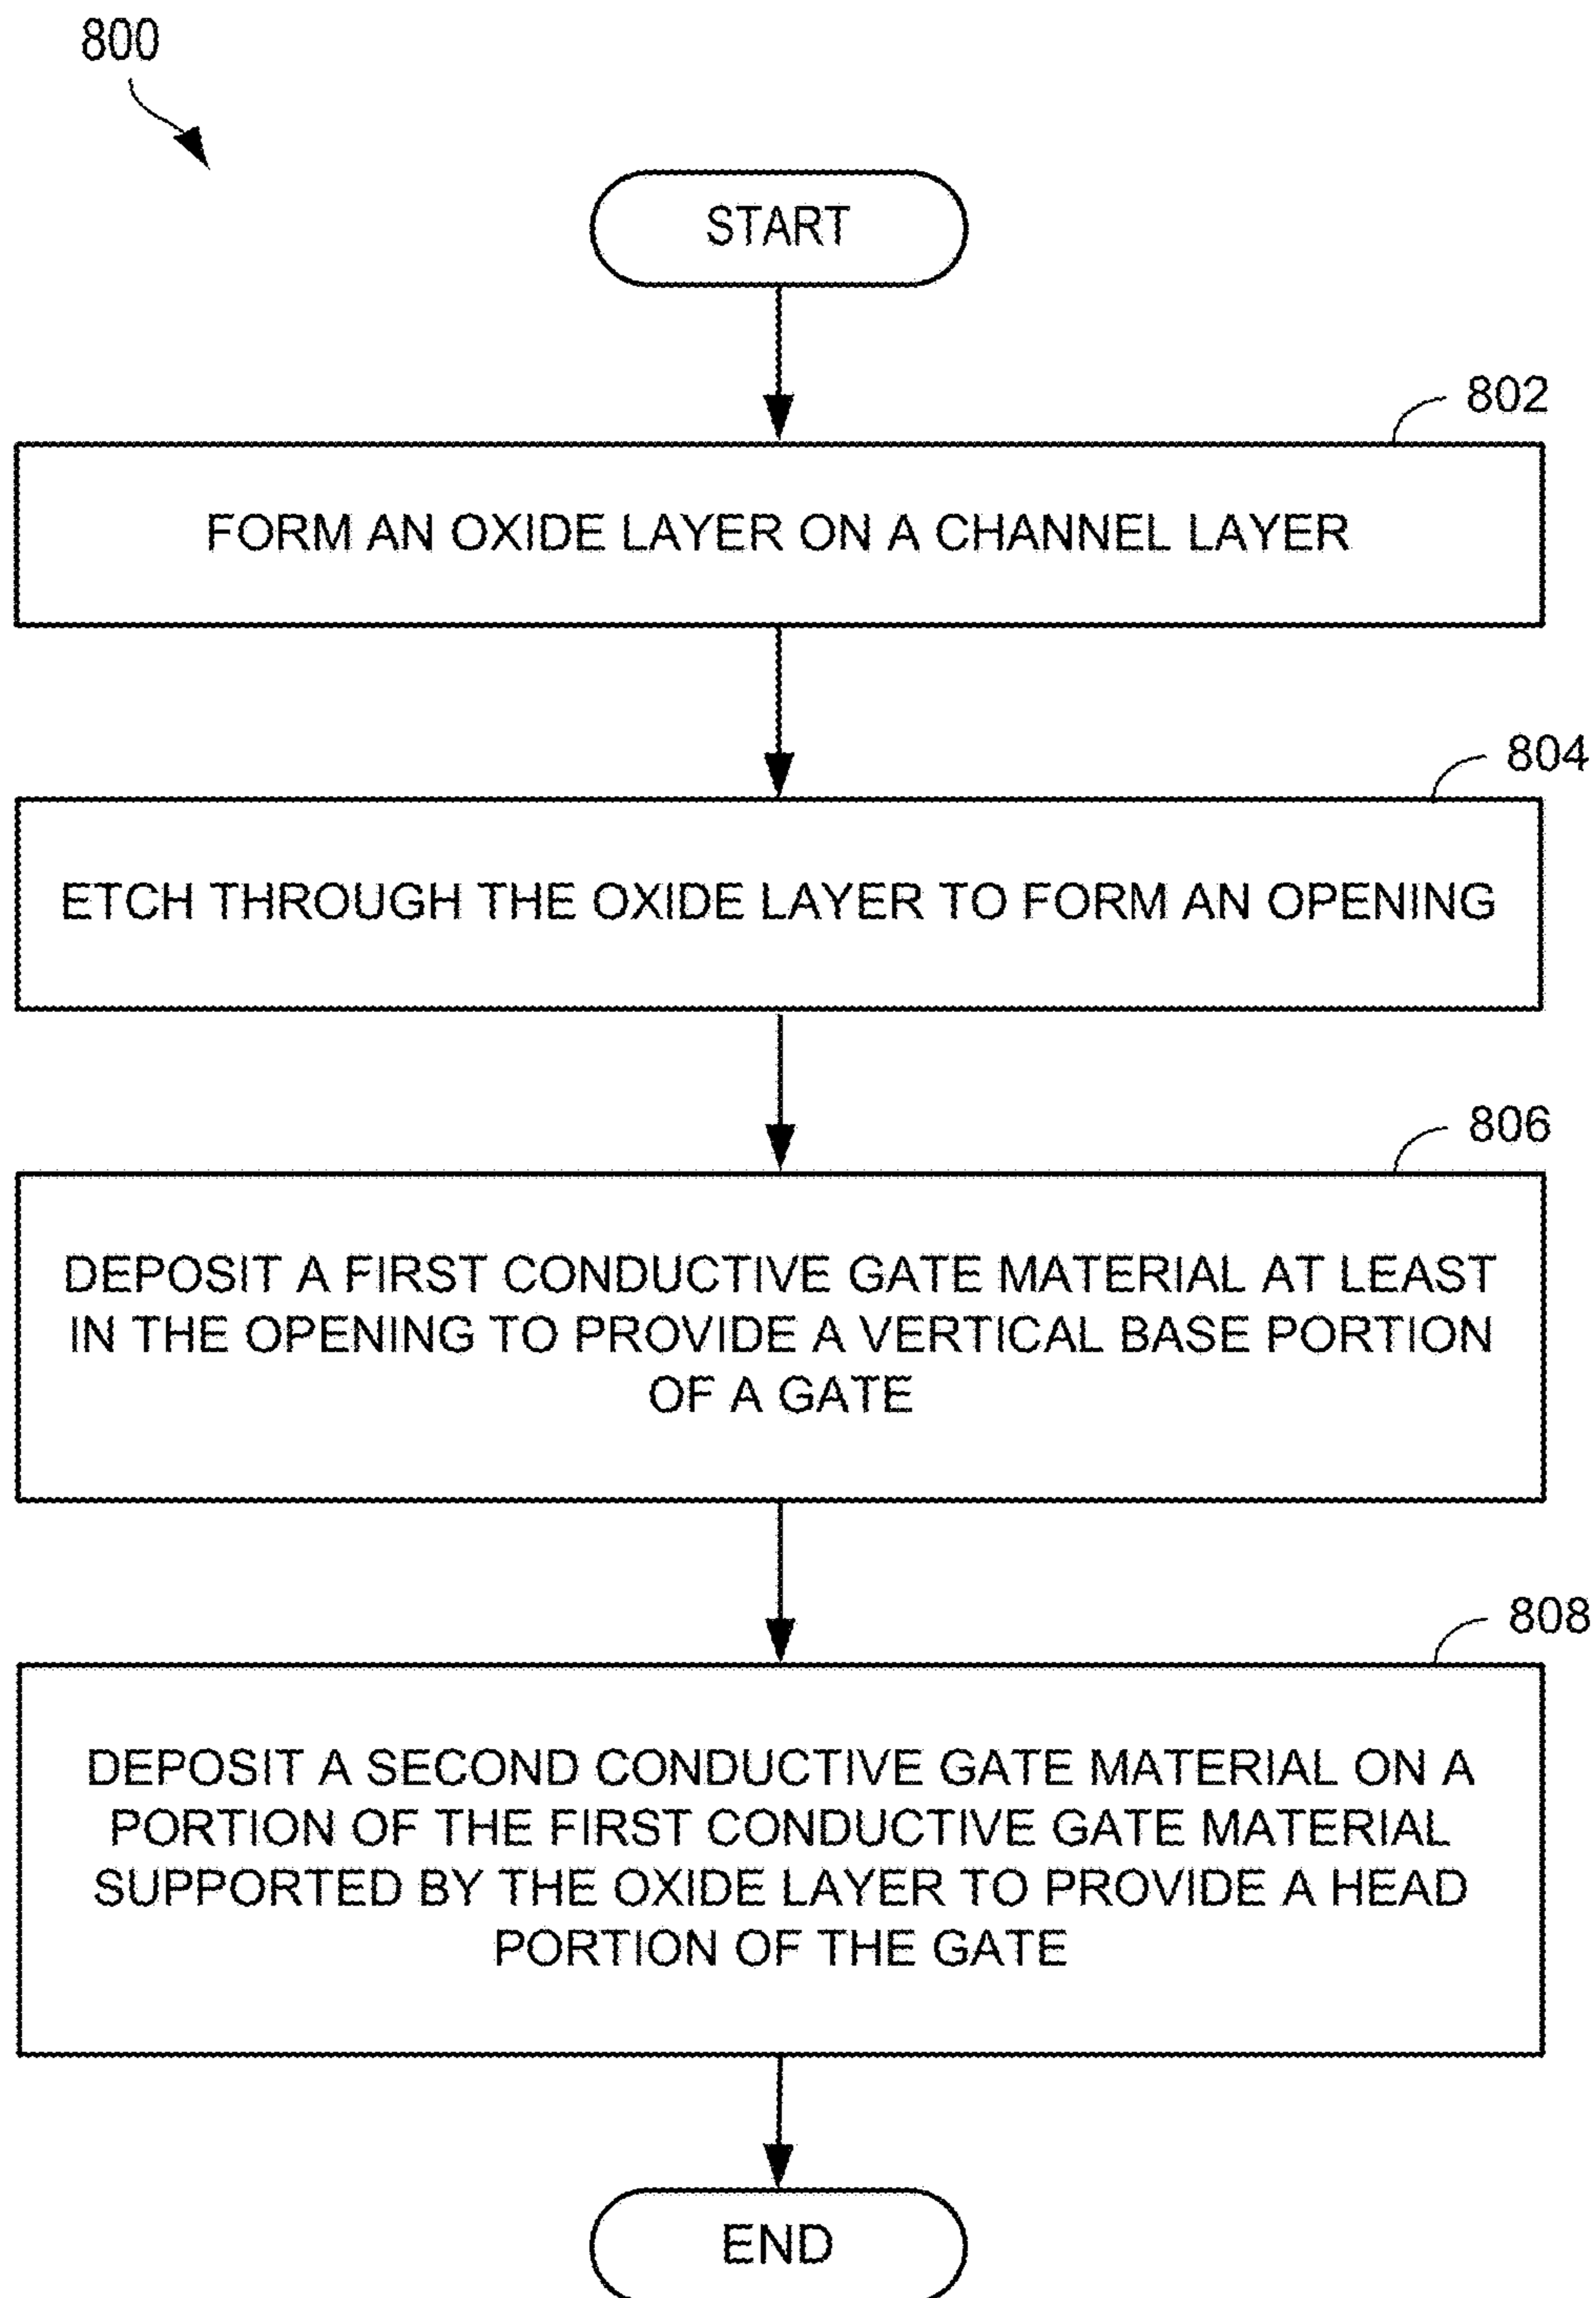 800
START
802
FORM AN OXIDE LAYER ON A CHANNEL LAYER
804
ETCH THROUGH THE OXIDE LAYER TO FORM AN OPENING
806
DEPOSIT A FIRST CONDUCTIVE GATE MATERIAL AT LEAST
IN THE OPENING TO PROVIDE A VERTICAL BASE PORTION
OF A GATE
808
DEPOSIT A SECOND CONDUCTIVE GATE MATERIAL ON A
PORTION OF THE FIRST CONDUCTIVE GATE MATERIAL
SUPPORTED BY THE OXIDE LAYER TO PROVIDE A HEAD
PORTION OF THE GATE
END